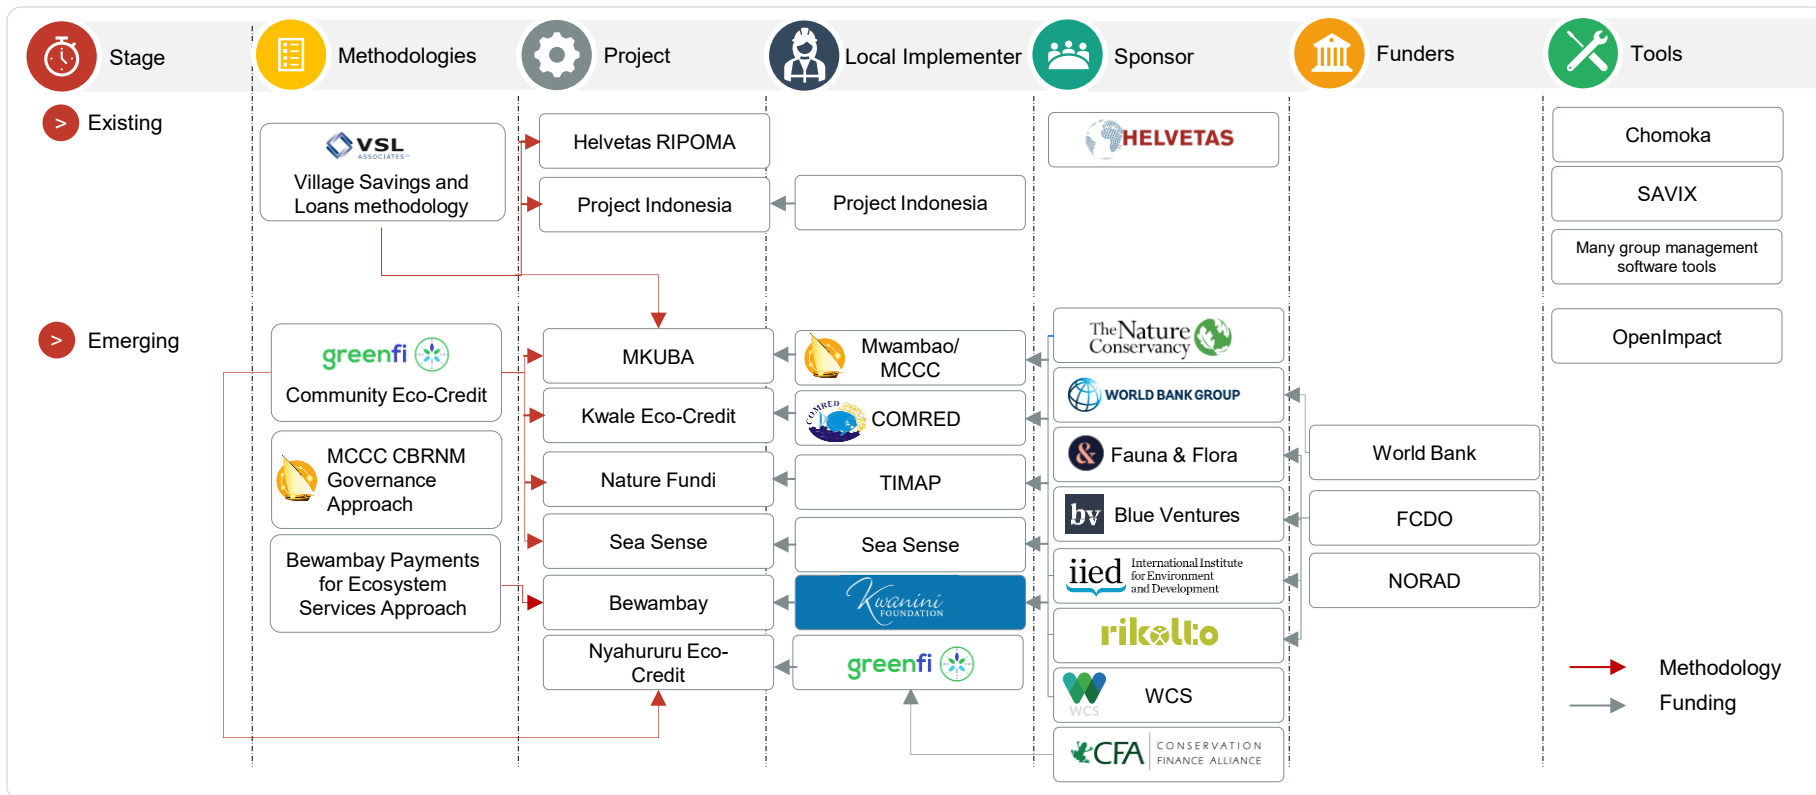 Stage
Methodologies
Project
Local Implementer
Sponsor
Funders
Tools
>
Existing
VSL
ASSOCIATES
Village Savings and
Loans methodology
Helvetas RIPOMA
Project Indonesia
Project Indonesia
HELVETAS
Chomoka
SAVIX
Many group management
software tools
>
Emerging
greenfi
Community Eco-Credit
MCCC CBRNM
Governance
Approach
Bewambay Payments
for Ecosystem
Services Approach
MKUBA
Kwale Eco-Credit
Nature Fundi
Sea Sense
Bewambay
Nyahururu Eco-
Credit
Mwambao/
MCCC
COMRED
COMRED
TIMAP
Sea Sense
Kwanini
FOUNDATION
greenfi
The Nature
Conservancy
WORLD BANK GROUP
&
Fauna & Flora
bv
Blue Ventures
iied
International Institute
for Environment
and Development
rikolto
WCS
WCS
CFA
CONSERVATION
FINANCE ALLIANCE
World Bank
FCDO
NORAD
OpenImpact
Methodology
Funding